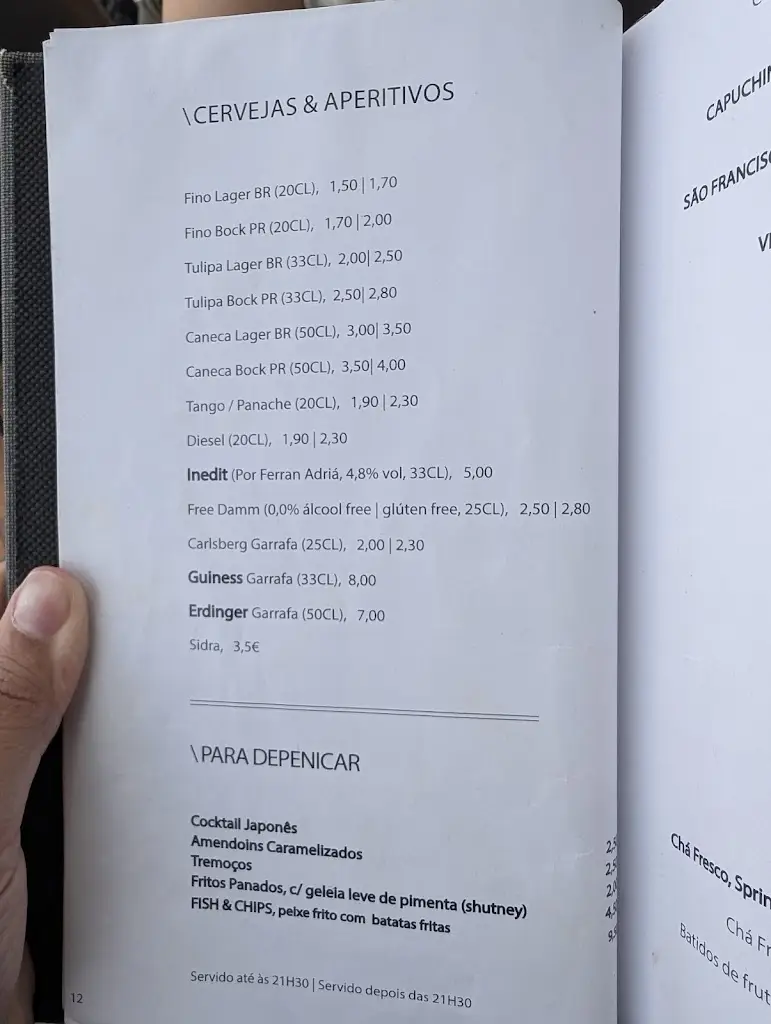 \CERVEJAS & APERITIVOS
Fino Lager BR (20CL), 1,50 | 1,70
Fino Bock PR (20CL), 1,70 | 2,00
Tulipa Lager BR (33CL), 2,00| 2,50
Tulipa Bock PR (33CL), 2,50| 2,80
Caneca Lager BR (50CL), 3,00| 3,50
Caneca Bock PR (50CL), 3,50| 4,00
Tango / Panache (20CL), 1,90 | 2,30
Diesel (20CL), 1,90 | 2,30
Inedit (Por Ferran Adriá, 4,8% vol, 33CL), 5,00
Free Damm (0,0% álcool free | glúten free, 25CL), 2,50 | 2,80
Carlsberg Garrafa (25CL), 2,00 | 2,30
Guiness Garrafa (33CL), 8,00
Erdinger Garrafa (50CL), 7,00
Sidra, 3,5€
\PARA DEPENICAR
Cocktail Japonês
Amendoins Caramelizados
Tremoços
Fritos Panados, c/ geleia leve de pimenta (shutney)
FISH & CHIPS, peixe frito com batatas fritas
Servido até às 21H30 | Servido depois das 21H30
12
SÃO
Chá Fresco,
Chá
Batidos de